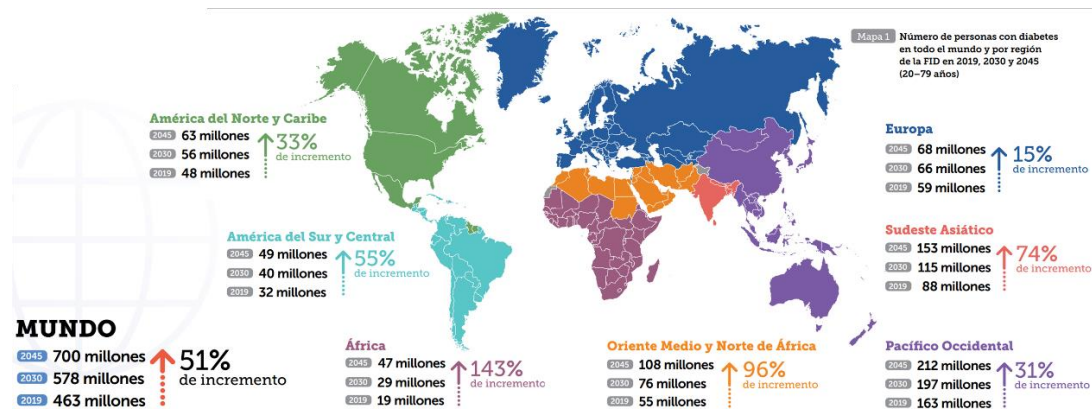 Mapa 1 Número de personas con diabetes
en todo el mundo y por región
de la FID en 2019, 2030 y 2045
(20–79 años)
América del Norte y Caribe
2045 63 millones
2030 56 millones
2019 48 millones
33%
de incremento
Europa
2045 68 millones
2030 66 millones
2019 59 millones
15%
de incremento
América del Sur y Central
2045 49 millones
2030 40 millones
2019 32 millones
55%
de incremento
Sudeste Asiático
2045 153 millones
2030 115 millones
2019 88 millones
74%
de incremento
MUNDO
2045 700 millones
2030 578 millones
2019 463 millones
51%
de incremento
África
2045 47 millones
2030 29 millones
2019 19 millones
143%
de incremento
Oriente Medio y Norte de África
2045 108 millones
2030 76 millones
2019 55 millones
96%
de incremento
Pacífico Occidental
2045 212 millones
2030 197 millones
2019 163 millones
31%
de incremento